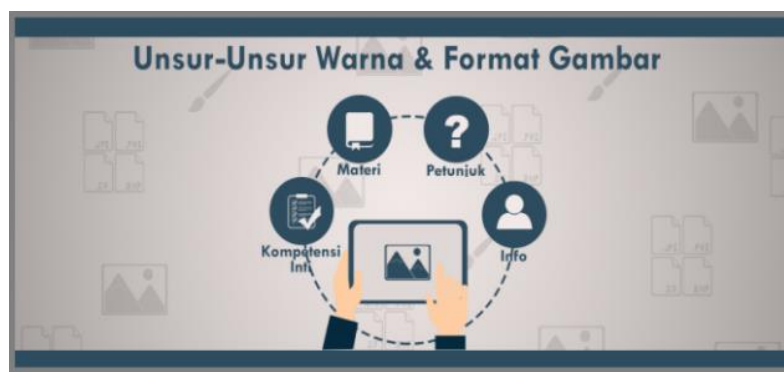 Unsur-Unsur Warna & Format Gambar
Materi
Petunjuk
?
Kompetensi
Inti
Info